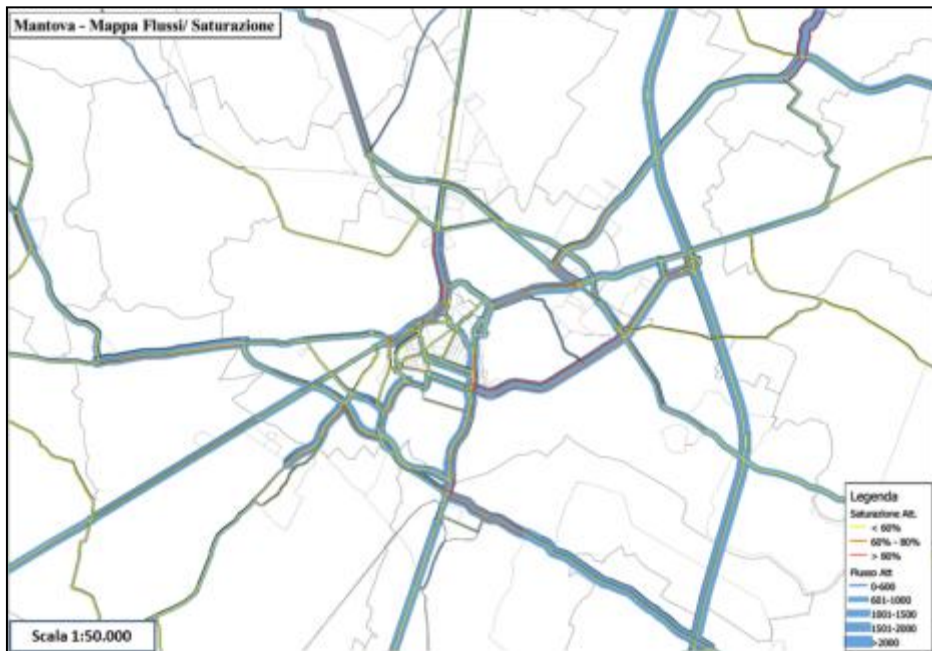 Mantova - Mappa Flussi/ Saturazione
Legenda
Saturazione Att.
< 60%
60% - 80%
> 80%
Flusso Att
0-600
601-1000
1001-1500
1501-2000
>2000
Scala 1:50.000